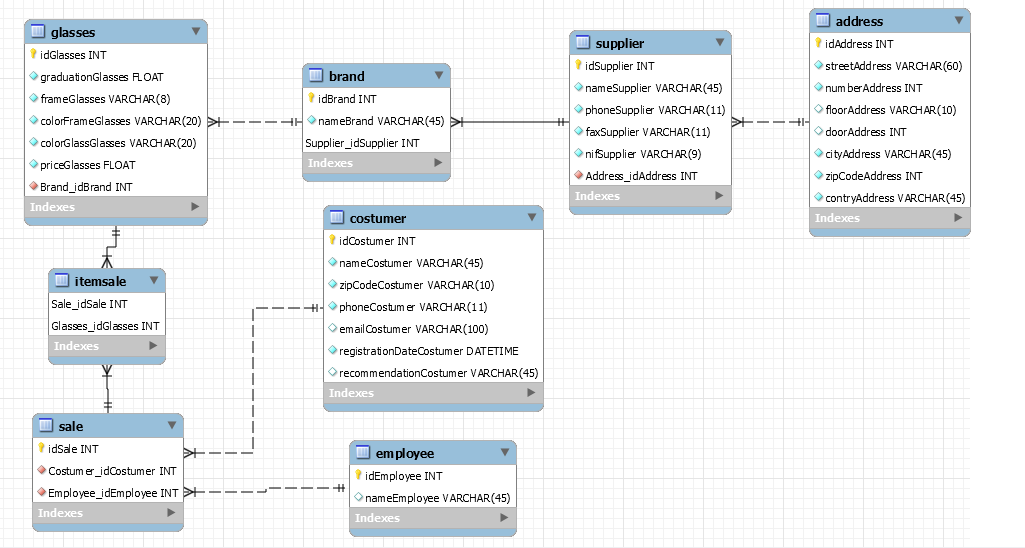 glasses
idGlasses INT
graduationGlasses FLOAT
frameGlasses VARCHAR(8)
colorFrameGlasses VARCHAR(20)
colorGlassGlasses VARCHAR(20)
priceGlasses FLOAT
Brand_idBrand INT
Indexes
brand
idBrand INT
nameBrand VARCHAR(45)
Supplier_idSupplier INT
Indexes
supplier
idSupplier INT
nameSupplier VARCHAR(45)
phoneSupplier VARCHAR(11)
faxSupplier VARCHAR(11)
nifSupplier VARCHAR(9)
Address_idAddress INT
Indexes
address
idAddress INT
streetAddress VARCHAR(60)
numberAddress INT
floorAddress VARCHAR(10)
doorAddress INT
cityAddress VARCHAR(45)
zipCodeAddress INT
contryAddress VARCHAR(45)
Indexes
itemsale
Sale_idSale INT
Glasses_idGlasses INT
Indexes
costumer
idCostumer INT
nameCostumer VARCHAR(45)
zipCodeCostumer VARCHAR(10)
phoneCostumer VARCHAR(11)
emailCostumer VARCHAR(100)
registrationDateCostumer DATETIME
recommendationCostumer VARCHAR(45)
Indexes
sale
idSale INT
Costumer_idCostumer INT
Employee_idEmployee INT
Indexes
employee
idEmployee INT
nameEmployee VARCHAR(45)
Indexes